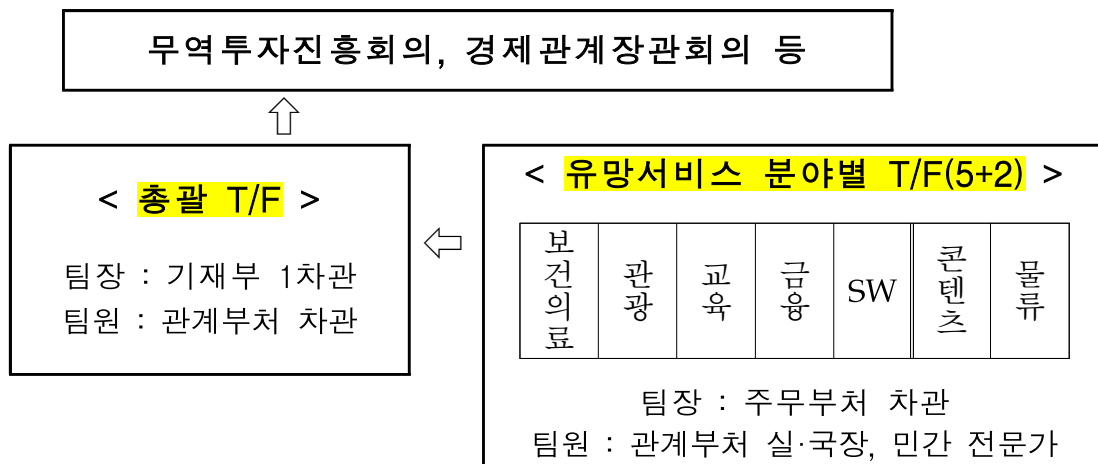 무역투자진흥회의, 경제관계장관회의 등
< 총괄 T/F >
팀장 : 기재부 1차관
팀원 : 관계부처 차관
< 유망서비스 분야별 T/F(5+2) >
보건의료
관광
교육
금융
SW
콘텐츠
물류
팀장 : 주무부처 차관
팀원 : 관계부처 실·국장, 민간 전문가